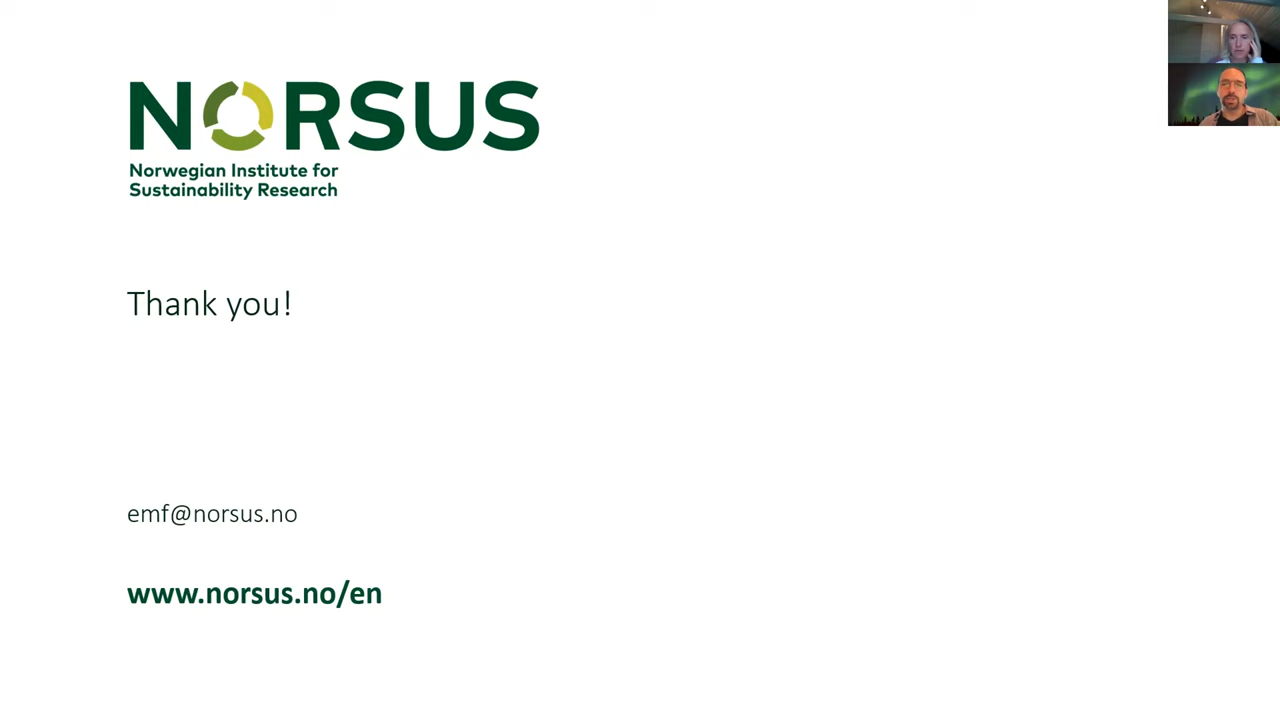 NORSUS
Norwegian Institute for
Sustainability Research
Thank you!
emf@norsus.no
www.norsus.no/en